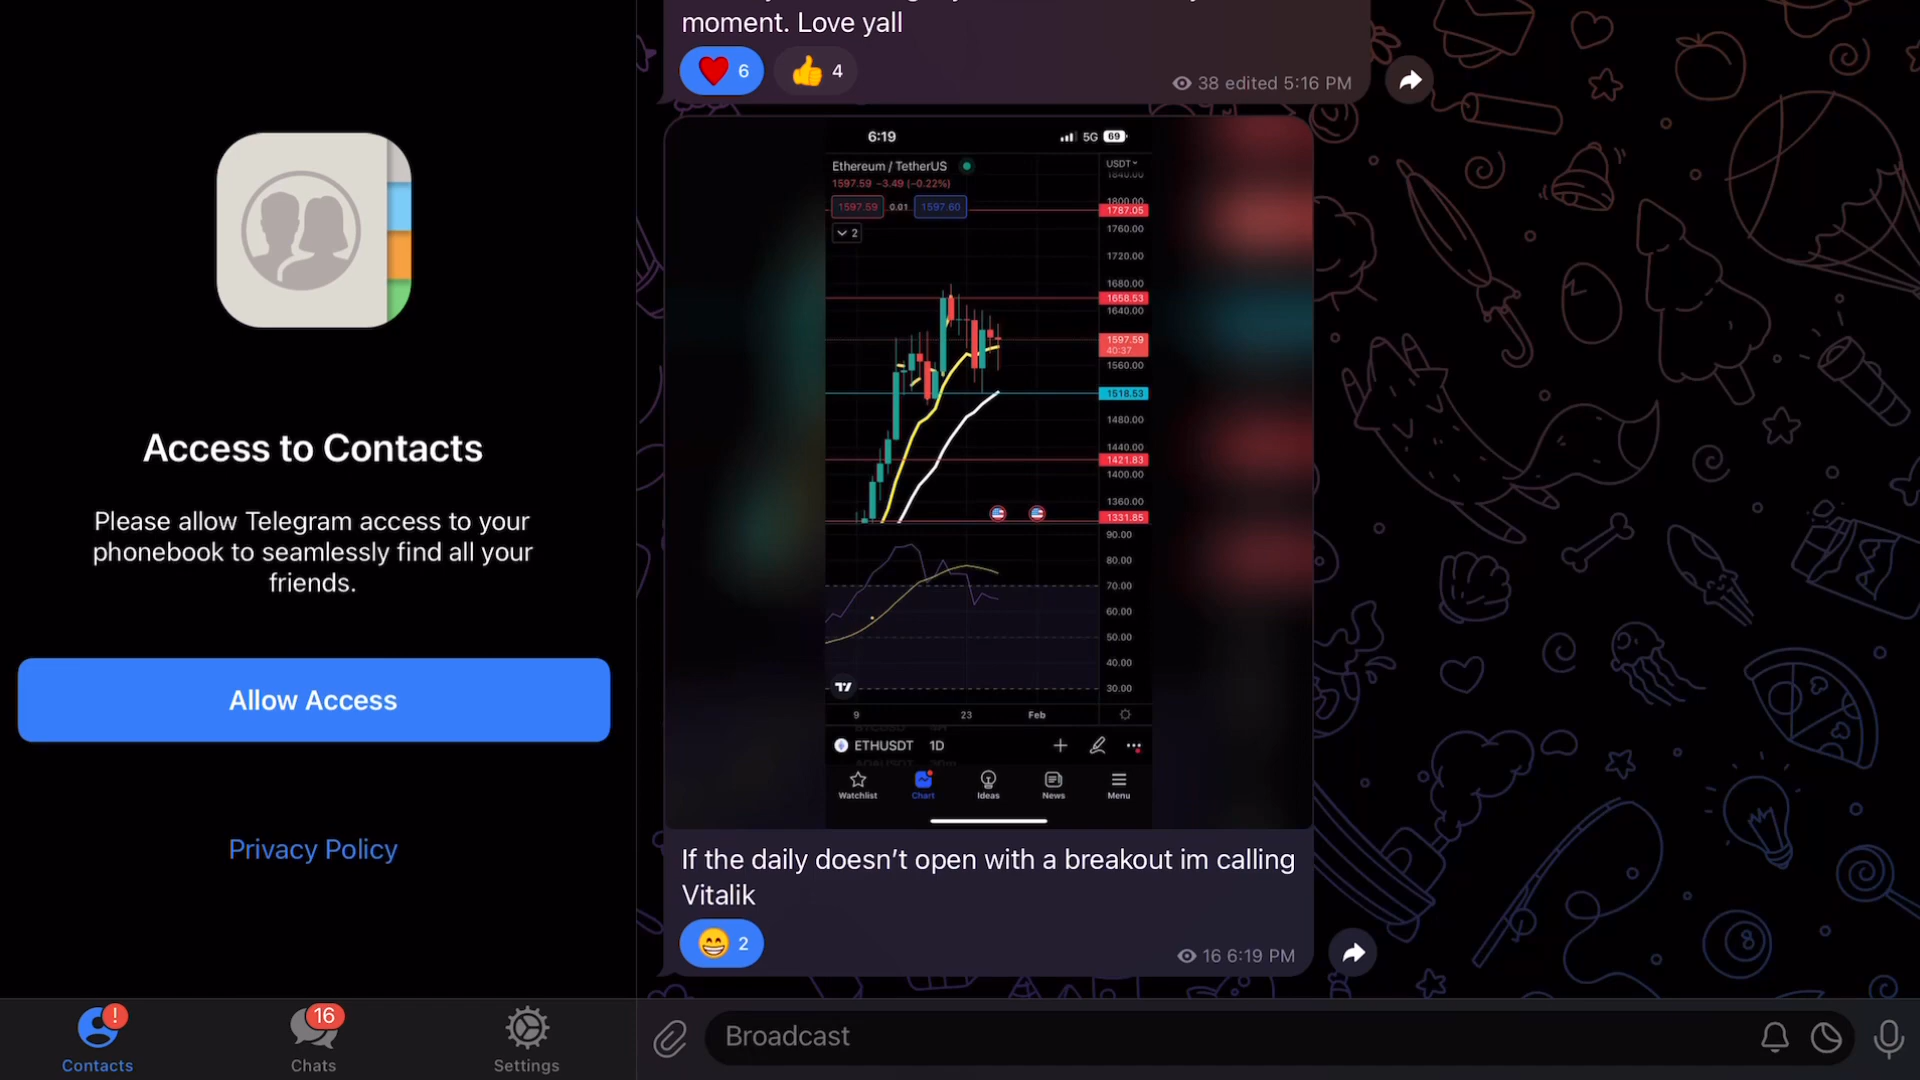 Access to Contacts
Please allow Telegram access to your
phonebook to seamlessly find all your
friends.
Allow Access
Privacy Policy
!
16
Contacts
Chats
Settings
moment. Love yall
6
4
38 edited 5:16 PM
6:19
5G
69
Ethereum / TetherUS
1597.59 −3.49 (−0.22%)
1597.59
0.01
1597.60
2
USDT
1840.00
1800.00
1787.05
1760.00
1720.00
1680.00
1658.53
1640.00
1597.59
40:37
1560.00
1518.53
1480.00
1440.00
1421.83
1400.00
1360.00
1331.85
90.00
80.00
70.00
60.00
50.00
40.00
30.00
9
23
Feb
ETHUSDT
1D
Watchlist
Chart
Ideas
News
Menu
If the daily doesn’t open with a breakout im calling
Vitalik
2
16 6:19 PM
Broadcast